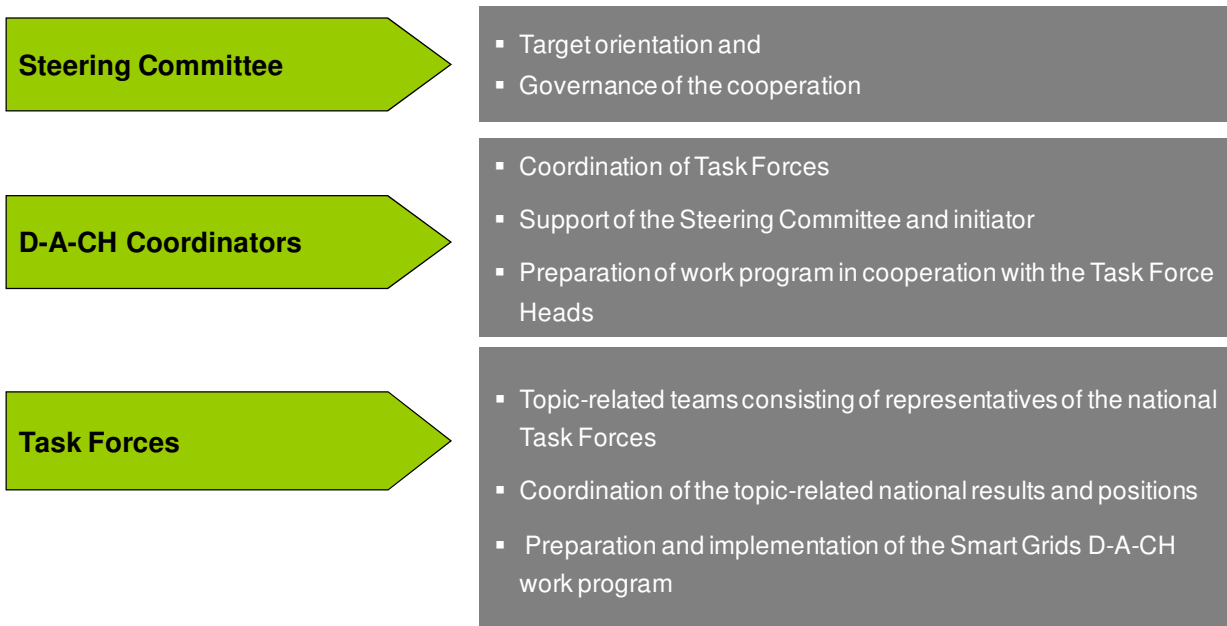 Steering Committee
▪ Target orientation and
▪ Governance of the cooperation
D-A-CH Coordinators
▪ Coordination of Task Forces
▪ Support of the Steering Committee and initiator
▪ Preparation of work program in cooperation with the Task Force
Heads
Task Forces
▪ Topic-related teams consisting of representatives of the national
Task Forces
▪ Coordination of the topic-related national results and positions
▪ Preparation and implementation of the Smart Grids D-A-CH
work program